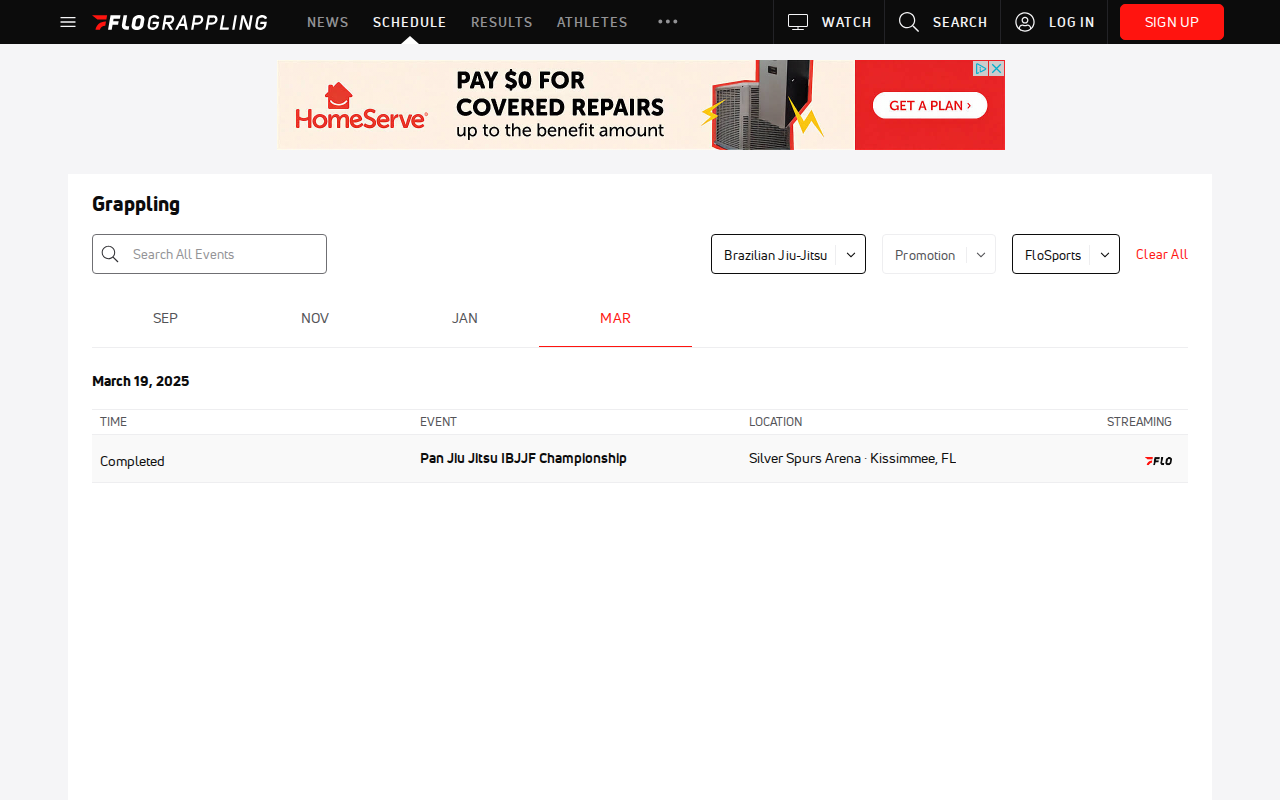 FLOGRAPPLING NEWS SCHEDULE RESULTS ATHLETES WATCH SEARCH LOG IN SIGN UP
HomeServe
PAY $0 FOR
COVERED REPAIRS
up to the benefit amount
GET A PLAN ›
Grappling
Search All Events Brazilian Jiu-Jitsu Promotion FloSports Clear All
SEP NOV JAN MAR
March 19, 2025
TIME EVENT LOCATION STREAMING
Completed Pan Jiu Jitsu IBJJF Championship Silver Spurs Arena · Kissimmee, FL FLO